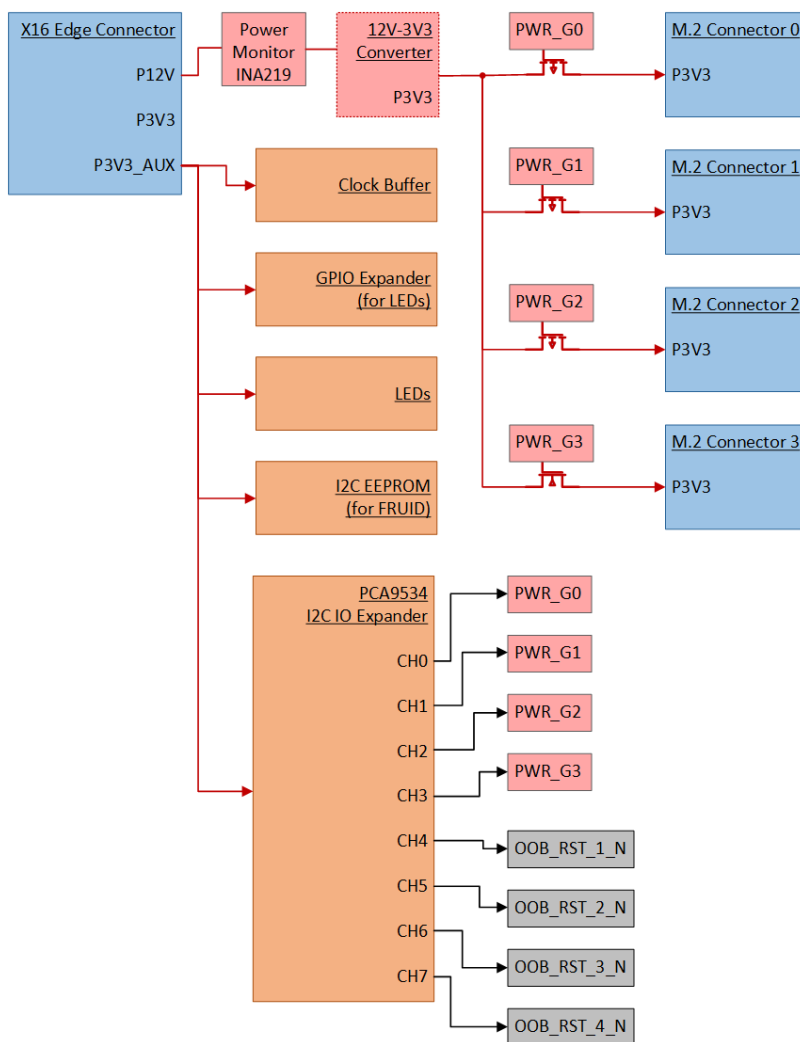 X16 Edge Connector
P12V
P3V3
P3V3_AUX
Power
Monitor
INA219
12V-3V3
Converter
P3V3
PWR_G0
M.2 Connector 0
P3V3
PWR_G1
M.2 Connector 1
P3V3
PWR_G2
M.2 Connector 2
P3V3
PWR_G3
M.2 Connector 3
P3V3
Clock Buffer
GPIO Expander
(for LEDs)
LEDs
I2C EEPROM
(for FRUID)
PCA9534
I2C IO Expander
CH0
CH1
CH2
CH3
CH4
CH5
CH6
CH7
PWR_G0
PWR_G1
PWR_G2
PWR_G3
OOB_RST_1_N
OOB_RST_2_N
OOB_RST_3_N
OOB_RST_4_N